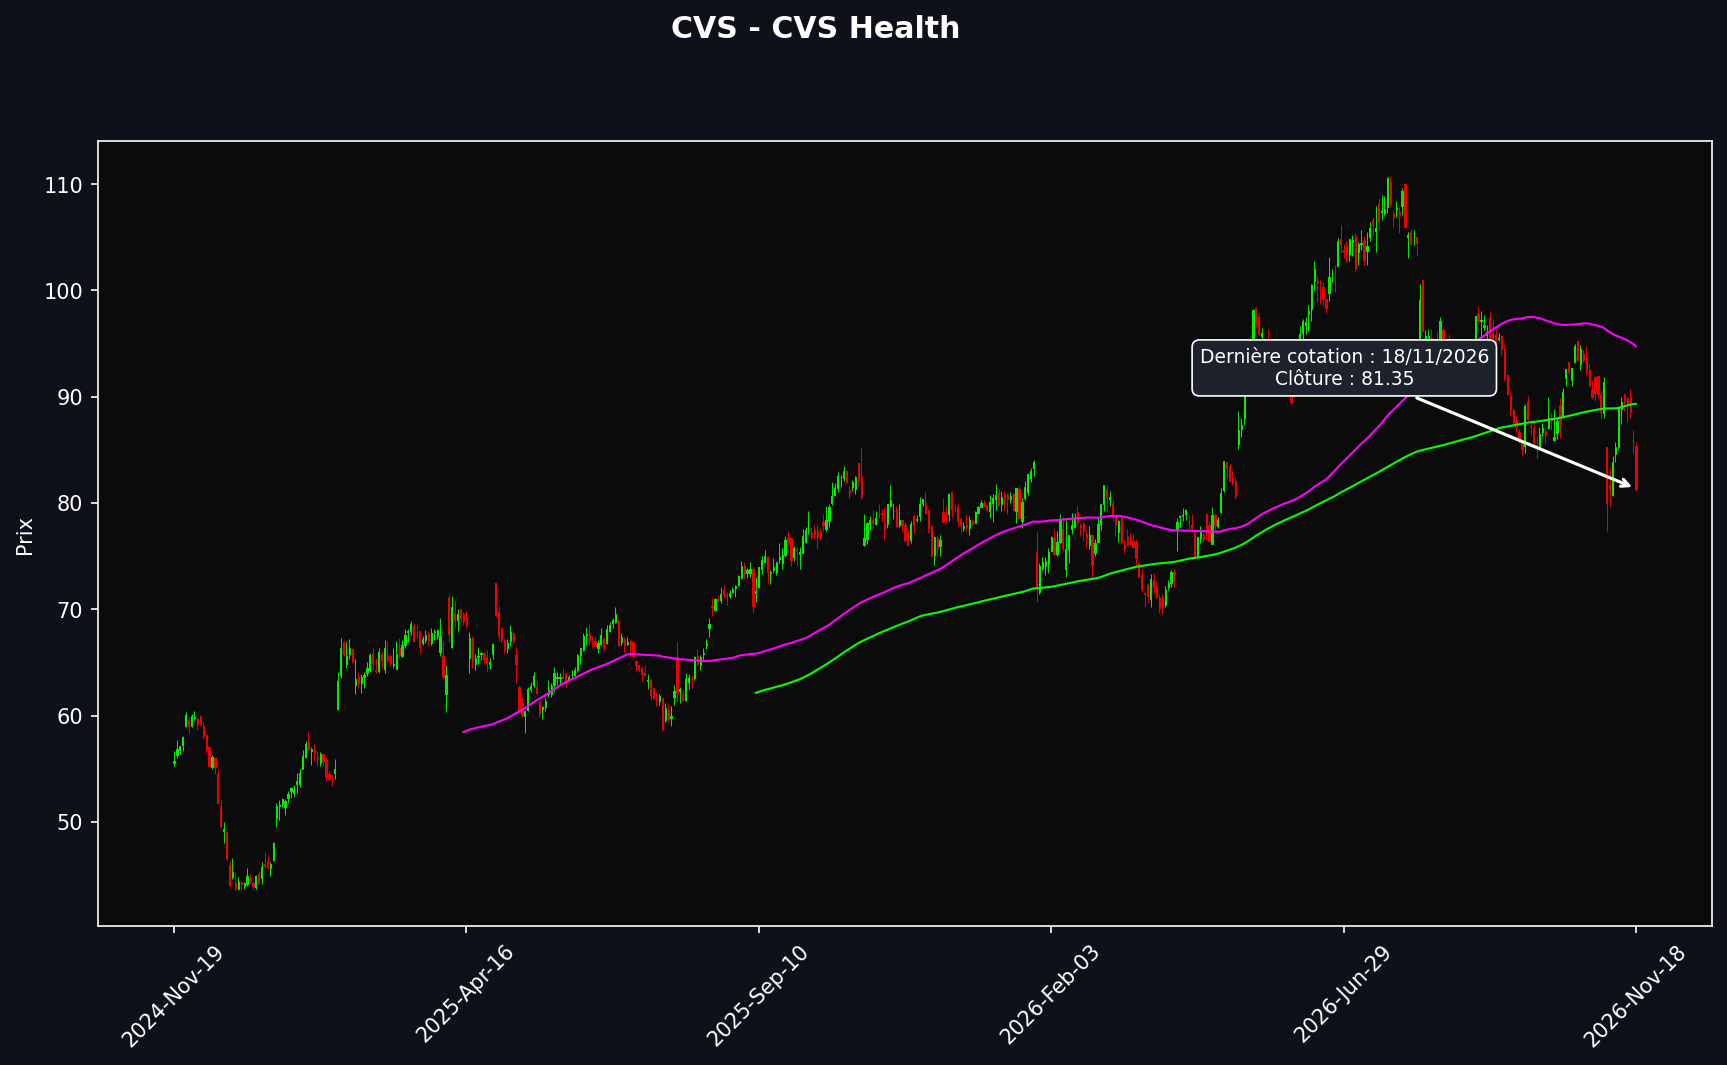 CVS - CVS Health
Prix
110
100
90
80
70
60
50
Dernière cotation : 18/11/2026
Clôture : 81.35
2024-Nov-19
2025-Apr-16
2025-Sep-10
2026-Feb-03
2026-Jun-29
2026-Nov-18